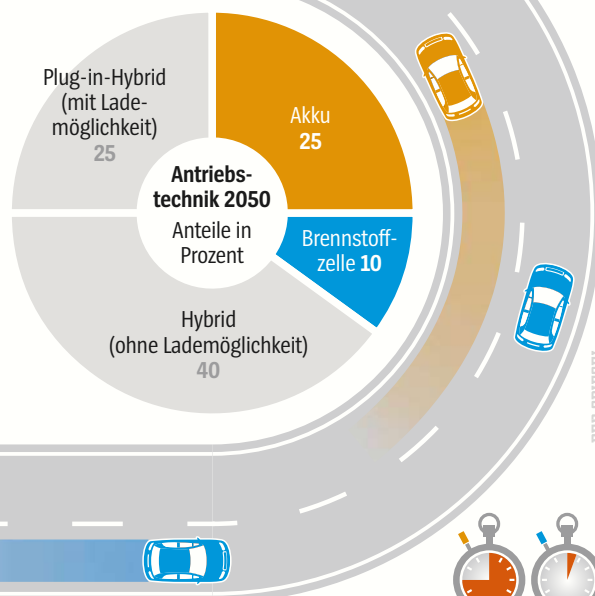 Plug-in-Hybrid
(mit Lade-
möglichkeit)
25
Akku
25
Antriebs-
technik 2050
Anteile in
Prozent
Brennstoff-
zelle 10
Hybrid
(ohne Lademöglichkeit)
40